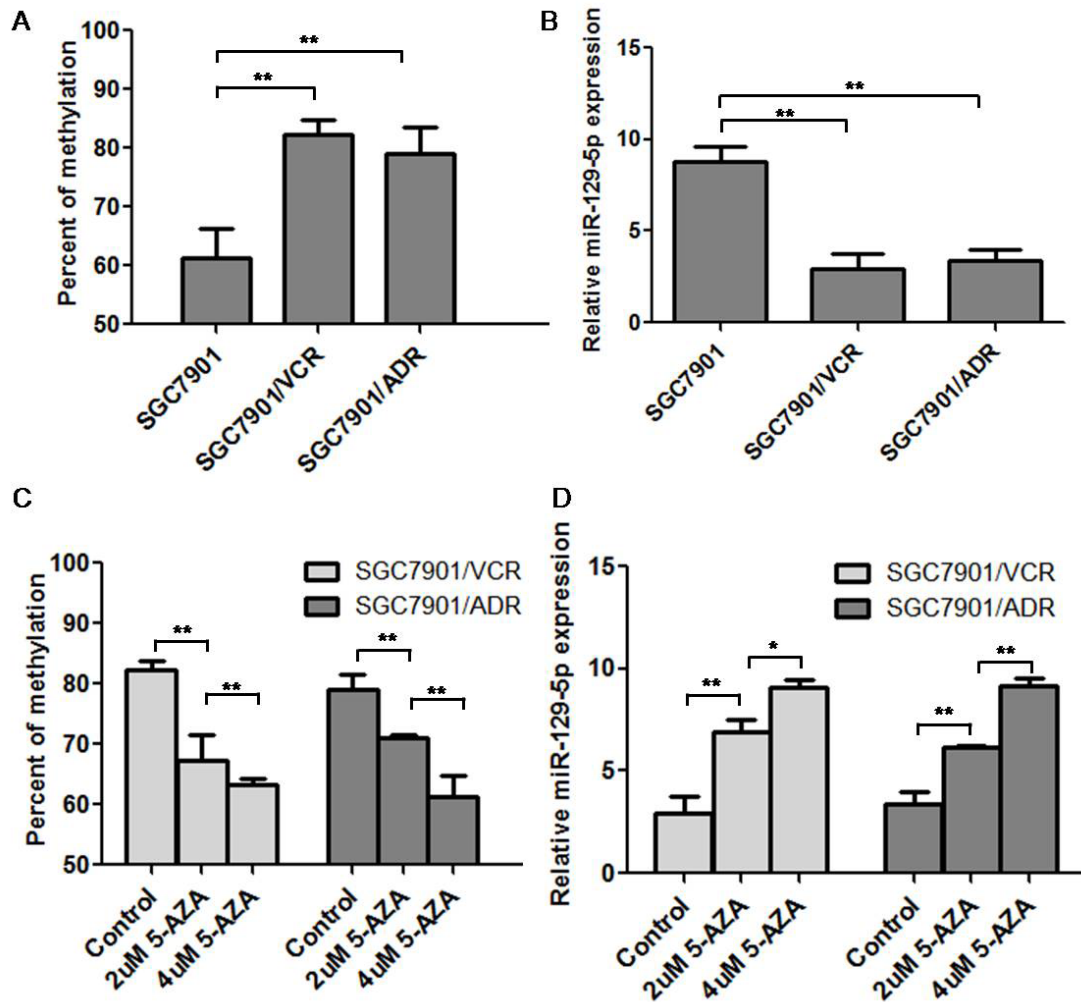 A
Percent of methylation
100
90
80
70
60
50
**
**
SGC7901
SGC7901/VCR
SGC7901/ADR
B
Relative miR-129-5p expression
15
10
5
0
**
**
SGC7901
SGC7901/VCR
SGC7901/ADR
C
Percent of methylation
100
90
80
70
60
50
SGC7901/VCR
SGC7901/ADR
**
**
**
**
Control
2uM 5-AZA
4uM 5-AZA
Control
2uM 5-AZA
4uM 5-AZA
D
Relative miR-129-5p expression
15
10
5
0
SGC7901/VCR
SGC7901/ADR
**
*
**
**
Control
2uM 5-AZA
4uM 5-AZA
Control
2uM 5-AZA
4uM 5-AZA